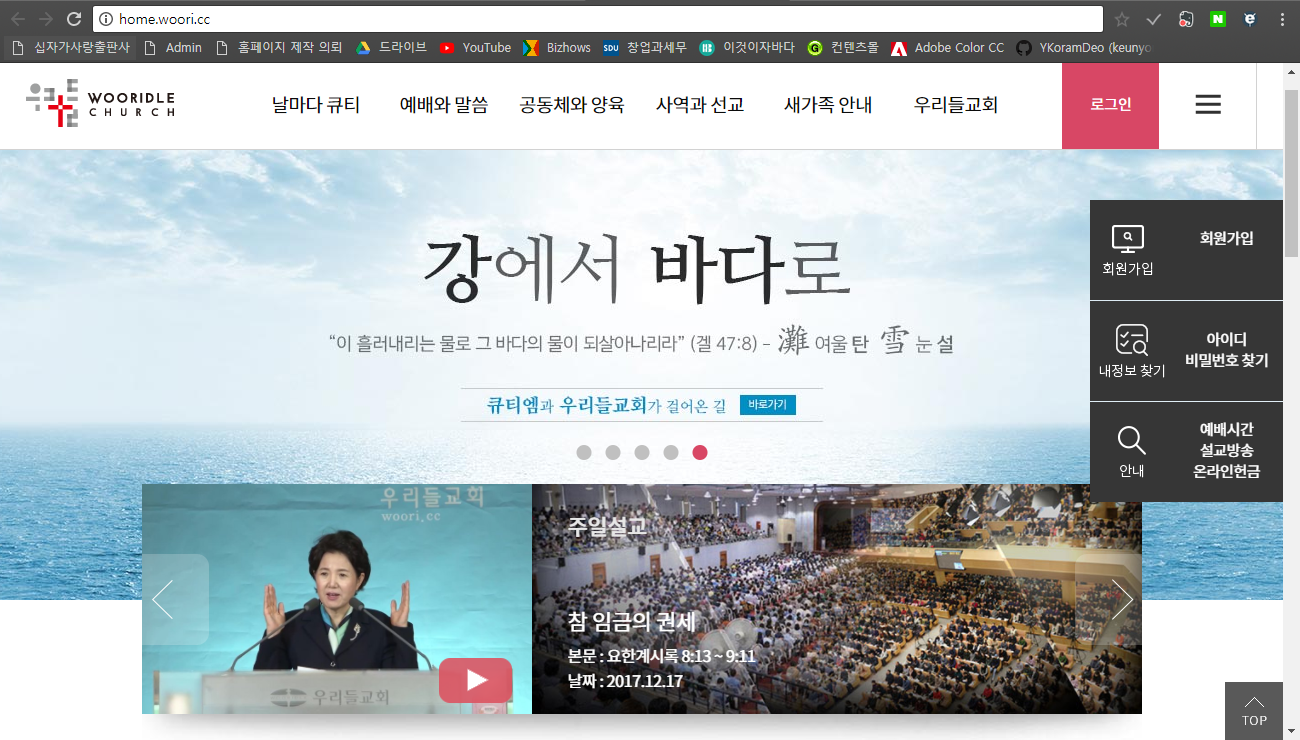 home.woori.cc
십자가사랑출판사 Admin 홈페이지 제작 의뢰 드라이브 YouTube Bizhows SDU 창업과세무 이것이자바다 컨텐츠몰 Adobe Color CC YKoramDeo (keunyo
WOORIDLE
CHURCH
날마다 큐티 예배와 말씀 공동체와 양육 사역과 선교 새가족 안내 우리들교회
로그인
강에서 바다로
“이 흘러내리는 물로 그 바다의 물이 되살아나리라” (겔 47:8) – 灘 여울 탄 雪 눈 설
큐티엠과 우리들교회가 걸어온 길 바로가기
회원가입
회원가입
내정보 찾기
아이디
비밀번호 찾기
안내
예배시간
설교방송
온라인헌금
우리들교회
woori.cc
우리들교회
주일설교
참 임금의 권세
본문 : 요한계시록 8:13 ~ 9:11
날짜 : 2017.12.17
TOP